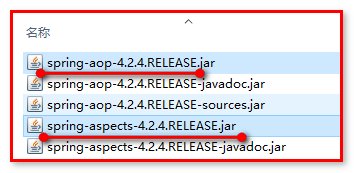 名称
spring-aop-4.2.4.RELEASE.jar
spring-aop-4.2.4.RELEASE-javadoc.jar
spring-aop-4.2.4.RELEASE-sources.jar
spring-aspects-4.2.4.RELEASE.jar
spring-aspects-4.2.4.RELEASE-javadoc.jar